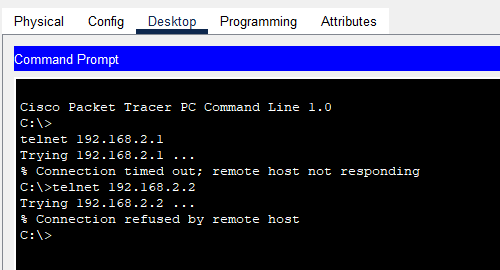 Physical Config Desktop Programming Attributes
Command Prompt
Cisco Packet Tracer PC Command Line 1.0
C:\>
telnet 192.168.2.1
Trying 192.168.2.1 ...
% Connection timed out; remote host not responding
C:\>telnet 192.168.2.2
Trying 192.168.2.2 ...
% Connection refused by remote host
C:\>